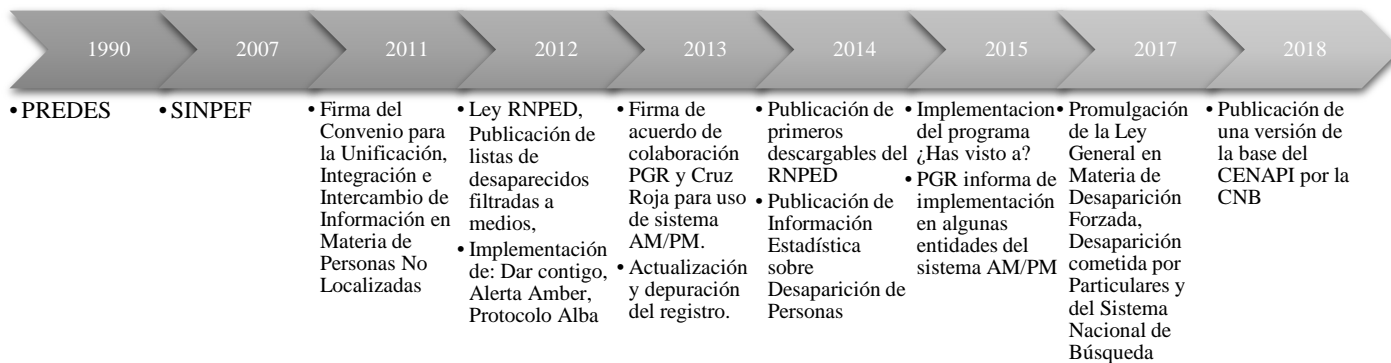 1990
2007
2011
2012
2013
2014
2015
2017
2018
• PREDES
• SINPEF
• Firma del
Convenio para
la Unificación,
Integración e
Intercambio de
Información en
Materia de
Personas No
Localizadas
• Ley RNPED,
Publicación de
listas de
desaparecidos
filtradas a
medios,
• Implementación
de: Dar contigo,
Alerta Amber,
Protocolo Alba
• Firma de
acuerdo de
colaboración
PGR y Cruz
Roja para uso
de sistema
AM/PM.
• Actualización
y depuración
del registro.
• Publicación de
primeros
descargables del
RNPED
• Publicación de
Información
Estadística
sobre
Desaparición de
Personas
• Implementacion
del programa
¿Has visto a?
• PGR informa de
implementación
en algunas
entidades del
sistema AM/PM
• Promulgación
de la Ley
General en
Materia de
Desaparición
Forzada,
Desaparición
cometida por
Particulares y
del Sistema
Nacional de
Búsqueda
• Publicación de
una versión de
la base del
CENAPI por la
CNB